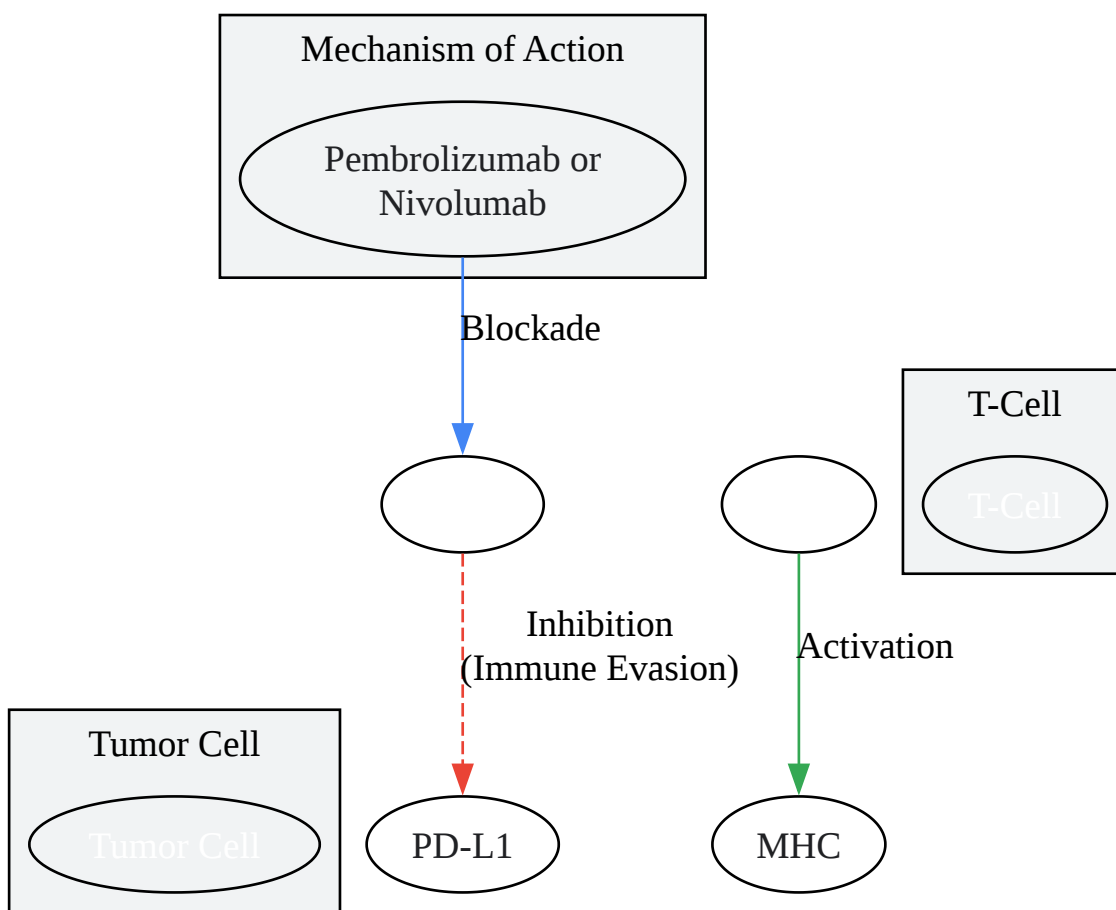 Mechanism of Action
Pembrolizumab or
Nivolumab
Blockade
T-Cell
T-Cell
Inhibition
(Immune Evasion)
Activation
Tumor Cell
Tumor Cell
PD-L1
MHC